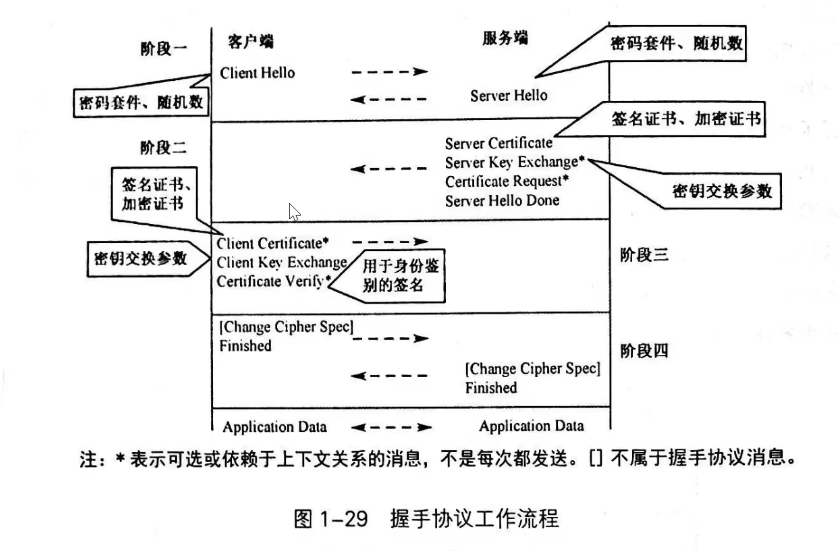 阶段一
客户端
服务端
密码套件、随机数
Client Hello
密码套件、随机数
Server Hello
签名证书、加密证书
阶段二
Server Certificate
Server Key Exchange*
Certificate Request*
Server Hello Done
签名证书、
加密证书
密钥交换参数
Client Certificate*
Client Key Exchange
Certificate Verify*
密钥交换参数
用于身份鉴
别的签名
阶段三
[Change Cipher Spec]
Finished
阶段四
[Change Cipher Spec]
Finished
Application Data
Application Data
注：*表示可选或依赖于上下文关系的消息，不是每次都发送。[]不属于握手协议消息。
图 1-29 握手协议工作流程